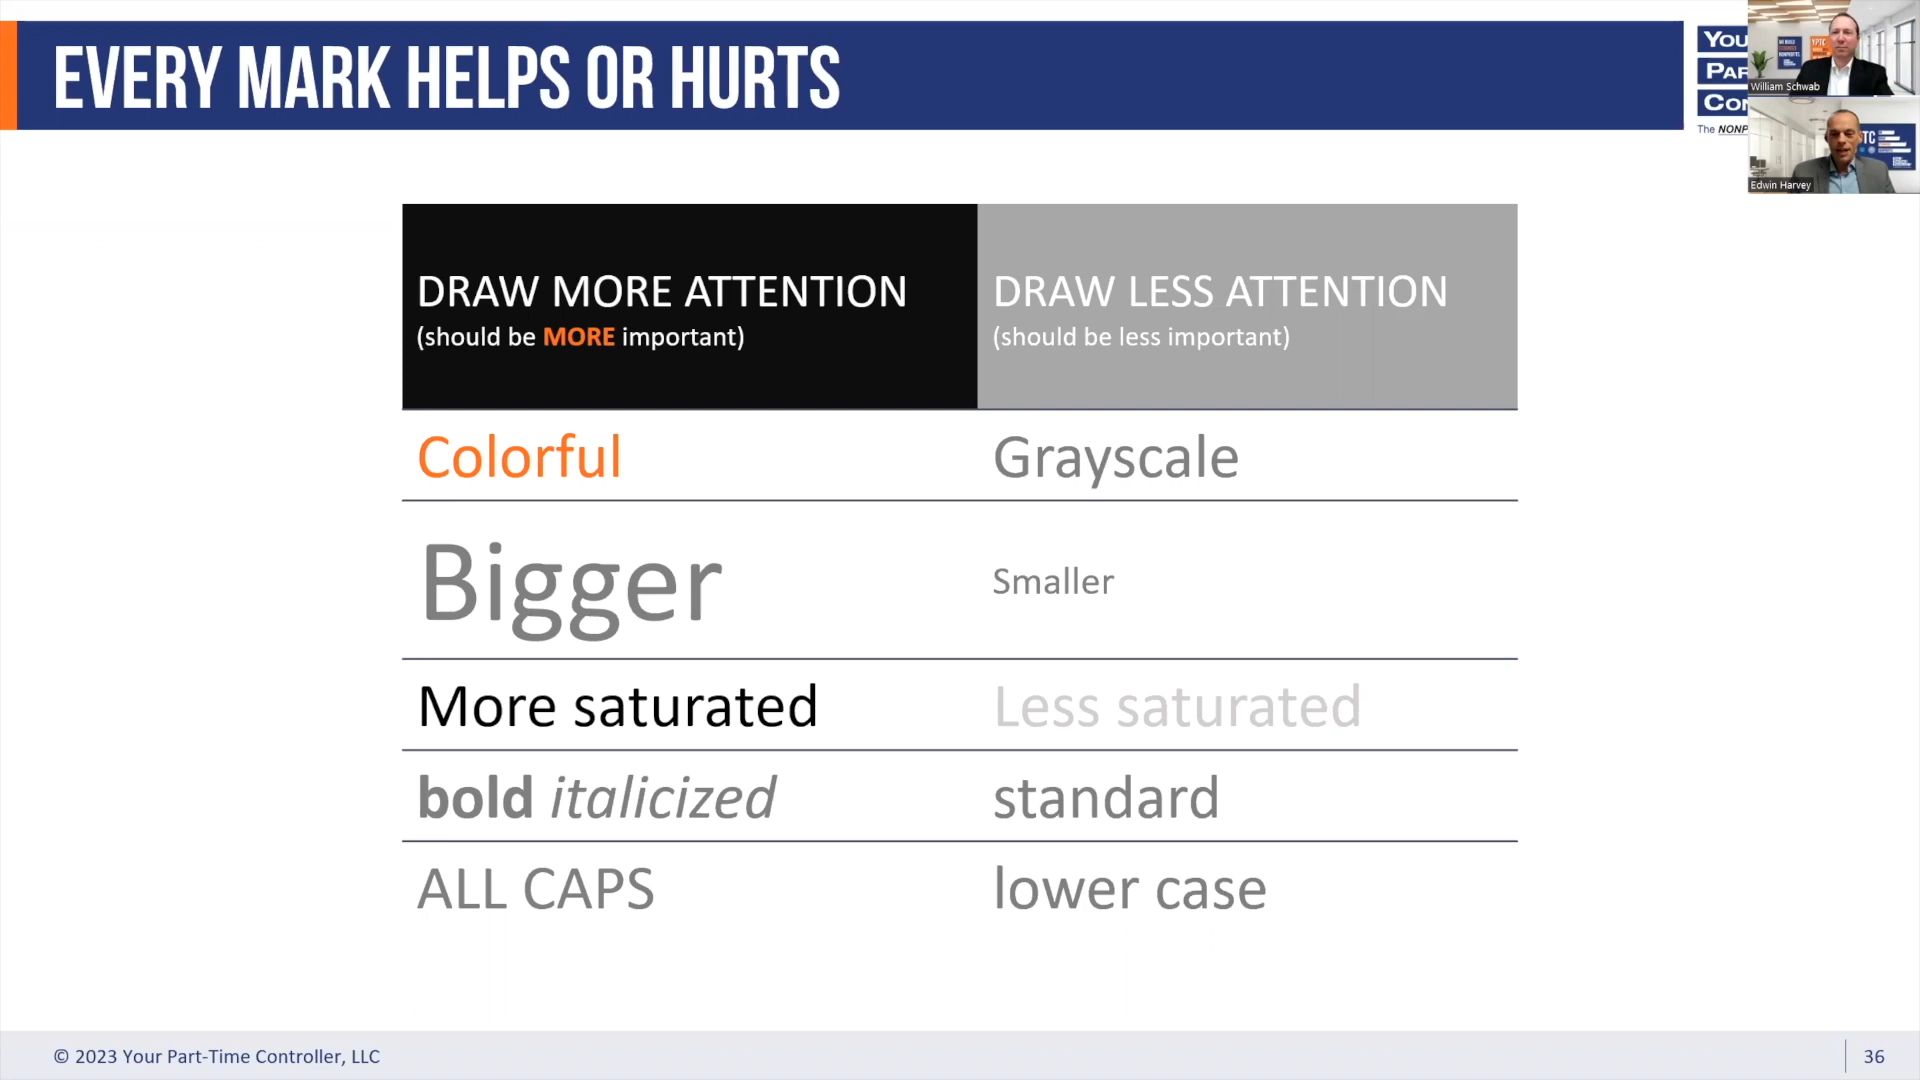 EVERY MARK HELPS OR HURTS
The NONP
William Schwab
Edwin Harvey
DRAW MORE ATTENTION
(should be MORE important)
DRAW LESS ATTENTION
(should be less important)
Colorful
Grayscale
Bigger
Smaller
More saturated
Less saturated
bold italicized
standard
ALL CAPS
lower case
© 2023 Your Part-Time Controller, LLC
36